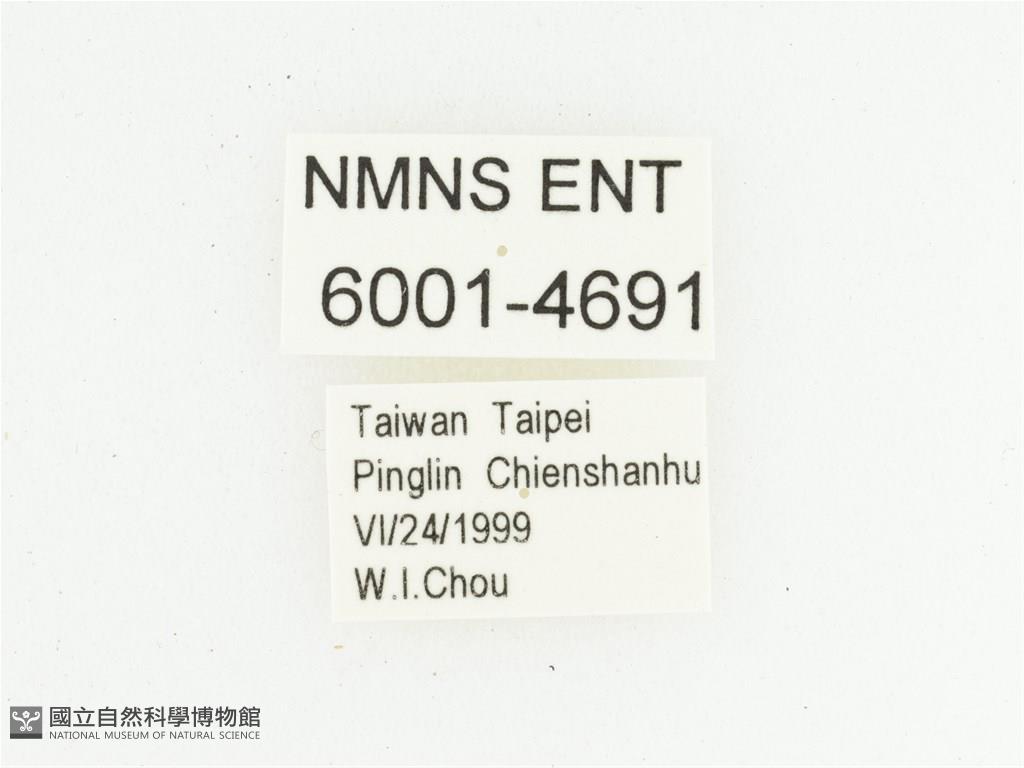 NMNS ENT
6001-4691
Taiwan Taipei
Pinglin Chienshanhu
VI/24/1999
W.I.Chou
國立自然科學博物館
NATIONAL MUSEUM OF NATURAL SCIENCE